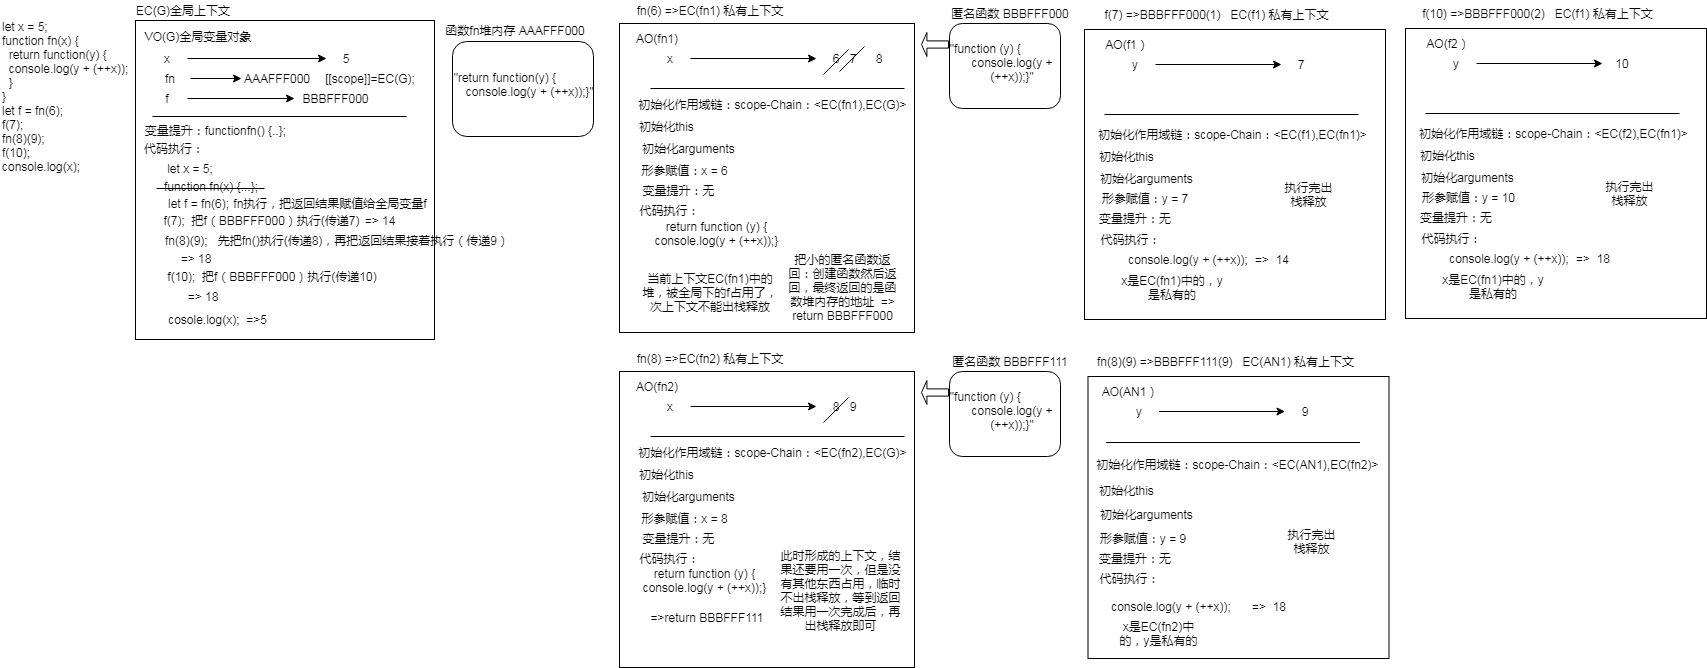 let x = 5;
function fn(x) {
return function(y) {
console.log(y + (++x));
}
}
let f = fn(6);
f(7);
fn(8)(9);
f(10);
console.log(x);
EC(G)全局上下文
VO(G)全局变量对象
x 5
fn AAAFFF000 [[scope]]=EC(G);
f BBBFFF000
变量提升：functionfn() {..};
代码执行：
let x = 5;
function fn(x) {...};
let f = fn(6); fn执行，把返回结果赋值给全局变量f
f(7); 把f（BBBFFF000）执行(传递7) => 14
fn(8)(9); 先把fn()执行(传递8)，再把返回结果接着执行（传递9）
=> 18
f(10); 把f（BBBFFF000）执行(传递10)
=> 18
cosole.log(x); =>5
函数fn堆内存 AAAFFF000
"return function(y) {
console.log(y + (++x));}"
fn(6) =>EC(fn1) 私有上下文
AO(fn1)
x 6 7 8
初始化作用域链：scope-Chain：<EC(fn1),EC(G)>
初始化this
初始化arguments
形参赋值：x = 6
变量提升：无
代码执行：
return function (y) {
console.log(y + (++x));}
当前上下文EC(fn1)中的
堆，被全局下的f占用了，
次上下文不能出栈释放
把小的匿名函数返
回：创建函数然后返
回，最终返回的是函
数堆内存的地址 =>
return BBBFFF000
匿名函数 BBBFFF000
"function (y) {
console.log(y +
(++x));}"
f(7) =>BBBFFF000(1) EC(f1) 私有上下文
AO(f1 )
y 7
初始化作用域链：scope-Chain：<EC(f1),EC(fn1)>
初始化this
初始化arguments
形参赋值：y = 7
变量提升：无
代码执行：
console.log(y + (++x)); => 14
x是EC(fn1)中的，y
是私有的
执行完出
栈释放
f(10) =>BBBFFF000(2) EC(f1) 私有上下文
AO(f2 )
y 10
初始化作用域链：scope-Chain：<EC(f2),EC(fn1)>
初始化this
初始化arguments
形参赋值：y = 10
变量提升：无
代码执行：
console.log(y + (++x)); => 18
x是EC(fn1)中的，y
是私有的
执行完出
栈释放
fn(8) =>EC(fn2) 私有上下文
AO(fn2)
x 8 9
初始化作用域链：scope-Chain：<EC(fn2),EC(G)>
初始化this
初始化arguments
形参赋值：x = 8
变量提升：无
代码执行：
return function (y) {
console.log(y + (++x));}
=>return BBBFFF111
此时形成的上下文，结
果还要用一次，但是没
有其他东西占用，临时
不出栈释放，等到返回
结果用一次完成后，再
出栈释放即可
匿名函数 BBBFFF111
"function (y) {
console.log(y +
(++x));}"
fn(8)(9) =>BBBFFF111(9) EC(AN1) 私有上下文
AO(AN1 )
y 9
初始化作用域链：scope-Chain：<EC(AN1),EC(fn2)>
初始化this
初始化arguments
形参赋值：y = 9
变量提升：无
代码执行：
console.log(y + (++x)); => 18
x是EC(fn2)中
的，y是私有的
执行完出
栈释放